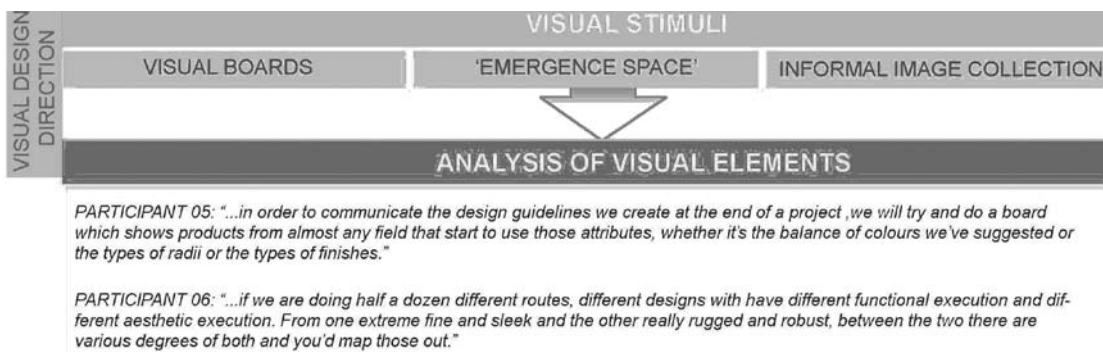 VISUAL DESIGN
DIRECTION
VISUAL STIMULI
VISUAL BOARDS
'EMERGENCE SPACE'
INFORMAL IMAGE COLLECTION
ANALYSIS OF VISUAL ELEMENTS
PARTICIPANT 05: "...in order to communicate the design guidelines we create at the end of a project ,we will try and do a board
which shows products from almost any field that start to use those attributes, whether it's the balance of colours we've suggested or
the types of radii or the types of finishes."
PARTICIPANT 06: "...if we are doing half a dozen different routes, different designs with have different functional execution and dif-
ferent aesthetic execution. From one extreme fine and sleek and the other really rugged and robust, between the two there are
various degrees of both and you'd map those out."